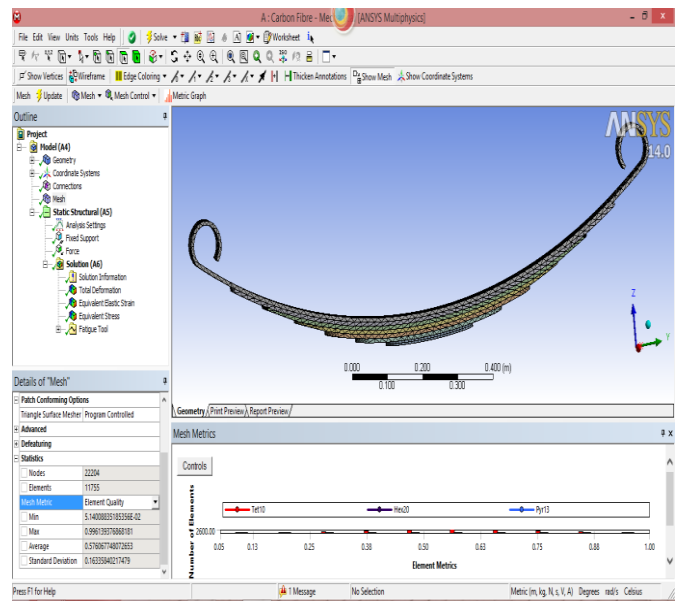 A : Carbon Fibre - Mec [ANSYS Multiphysics]
File Edit View Units Tools Help Solve Worksheet
Show Vertices Wireframe Edge Coloring Thicken Annotations Show Mesh Show Coordinate Systems
Mesh Update Mesh Mesh Control Metric Graph
Outline
Project
Model (A4)
Geometry
Coordinate Systems
Connections
Mesh
Static Structural (A5)
Analysis Settings
Fixed Support
Force
Solution (A6)
Solution Information
Total Deformation
Equivalent Elastic Strain
Equivalent Stress
Fatigue Tool
ANSYS
14.0
Z
Y
0.000 0.200 0.400 (m)
0.100 0.300
Geometry Print Preview Report Preview
Details of "Mesh"
Patch Conforming Options
Triangle Surface Mesher Program Controlled
Advanced
Defeaturing
Statistics
Nodes 22204
Elements 11755
Mesh Metric Element Quality
Min 5.14008835185356E-02
Max 0.996139376868181
Average 0.576067748072653
Standard Deviation 0.16335840217479
Mesh Metrics
Controls
Number of Elements
Tet10 Hex20 Pyr13
2600.00
0.05 0.13 0.25 0.38 0.50 0.63 0.75 0.88 1.00
Element Metrics
Press F1 for Help 1 Message No Selection Metric (m, kg, N, s, V, A) Degrees rad/s Celsius